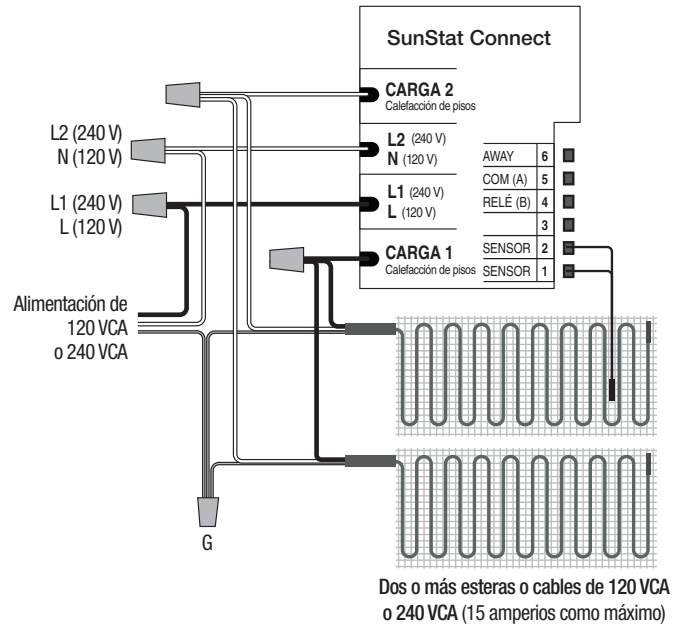 SunStat Connect
CARGA 2
Calefacción de pisos
L2 (240 V)
N (120 V)
L2 (240 V)
N (120 V)
L1 (240 V)
L (120 V)
L1 (240 V)
L (120 V)
CARGA 1
Calefacción de pisos
AWAY 6
COM (A) 5
RELÉ (B) 4
3
SENSOR 2
SENSOR 1
Alimentación de
120 VCA
o 240 VCA
G
Dos o más esteras o cables de 120 VCA
o 240 VCA (15 amperios como máximo)